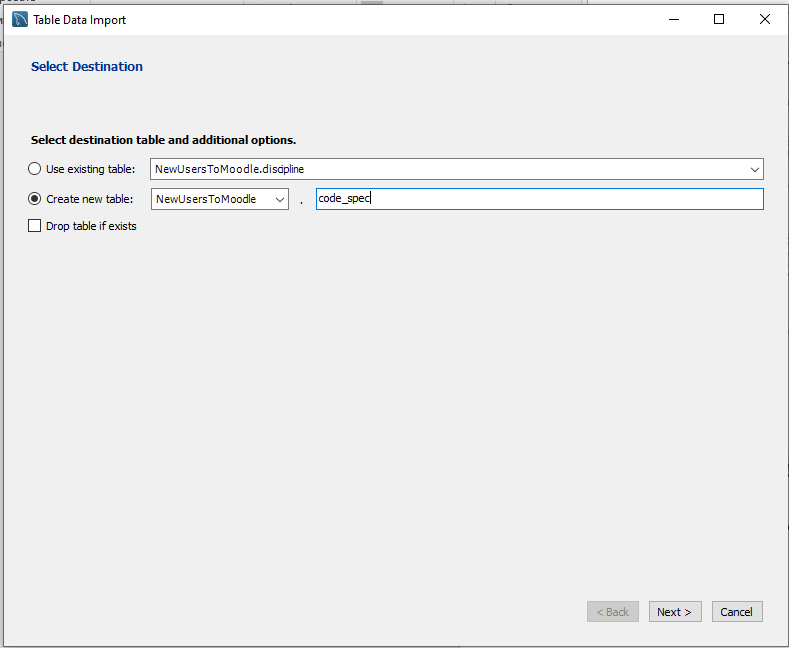 Table Data Import
Select Destination
Select destination table and additional options.
Use existing table: NewUsersToMoodle.discipline
Create new table: NewUsersToMoodle . code_spec
Drop table if exists
< Back Next > Cancel